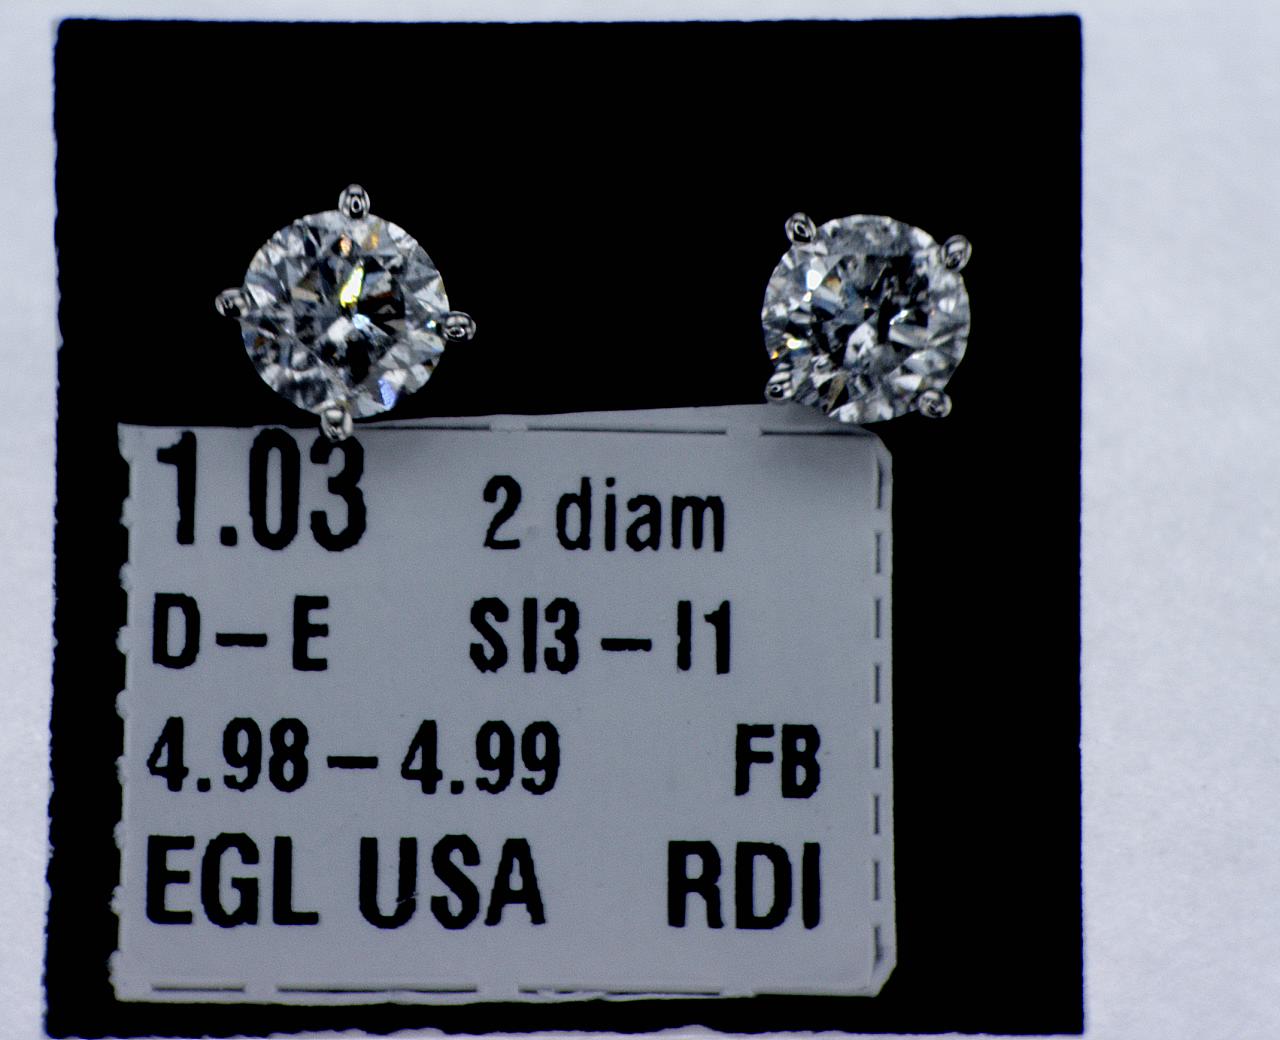 1.03 2 diam
D-E SI3-I1
4.98-4.99 FB
EGL USA RDI